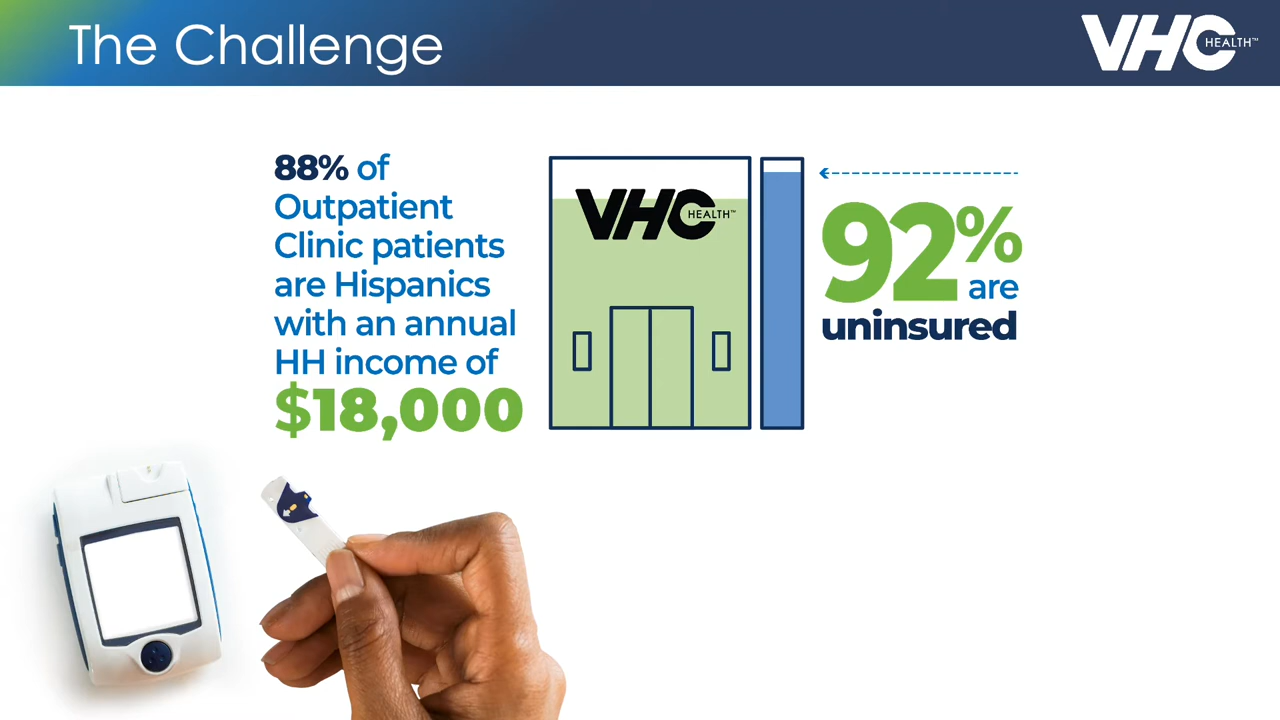 The Challenge
VHC HEALTH™
88% of
Outpatient
Clinic patients
are Hispanics
with an annual
HH income of
$18,000
VHC HEALTH™
92%
are
uninsured